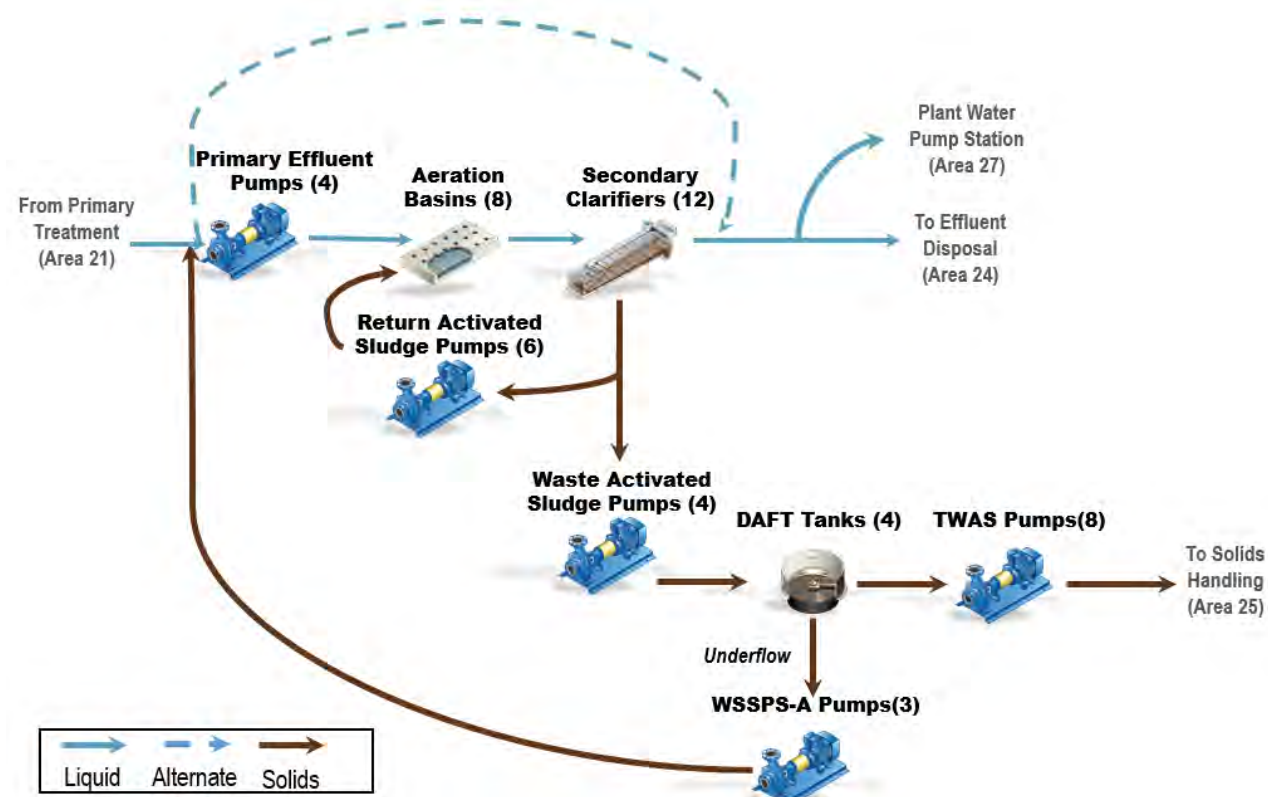 Plant Water
Pump Station
(Area 27)
Primary Effluent
Pumps (4)
Aeration
Basins (8)
Secondary
Clarifiers (12)
From Primary
Treatment
(Area 21)
To Effluent
Disposal
(Area 24)
Return Activated
Sludge Pumps (6)
Waste Activated
Sludge Pumps (4)
DAFT Tanks (4)
TWAS Pumps(8)
To Solids
Handling
(Area 25)
Underflow
WSSPS-A Pumps(3)
Liquid Alternate Solids